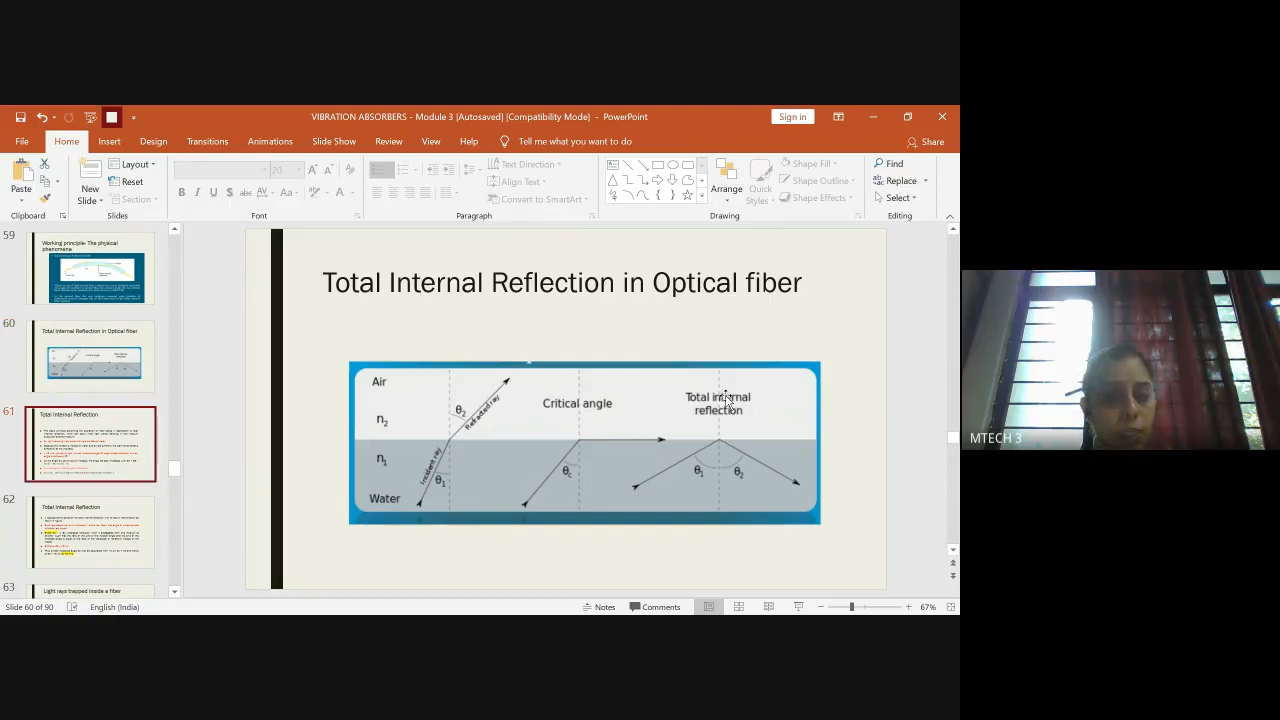 VIBRATION ABSORBERS - Module 3 [Autosaved] [Compatibility Mode] - PowerPoint
Sign in
File
Home
Insert
Design
Transitions
Animations
Slide Show
Review
View
Help
Tell me what you want to do
Share
Paste
Clipboard
New
Slide
Layout
Reset
Section
Slides
20
B I U S abc AV Aa A
Font
Text Direction
Align Text
Convert to SmartArt
Paragraph
Arrange
Quick
Styles
Shape Fill
Shape Outline
Shape Effects
Drawing
Find
Replace
Select
Editing
59
Working principle- The physical
phenomena
60
Total Internal Reflection in Optical fiber
61
Total Internal Reflection
62
Total Internal Reflection
63
Light rays trapped inside a fiber
Total Internal Reflection in Optical fiber
Air
n2
n1
Water
Incident ray
θ1
θ2
Refracted ray
Critical angle
θc
Total internal
reflection
θ1
θ2
MTECH 3
Slide 60 of 90
English (India)
Notes
Comments
67%